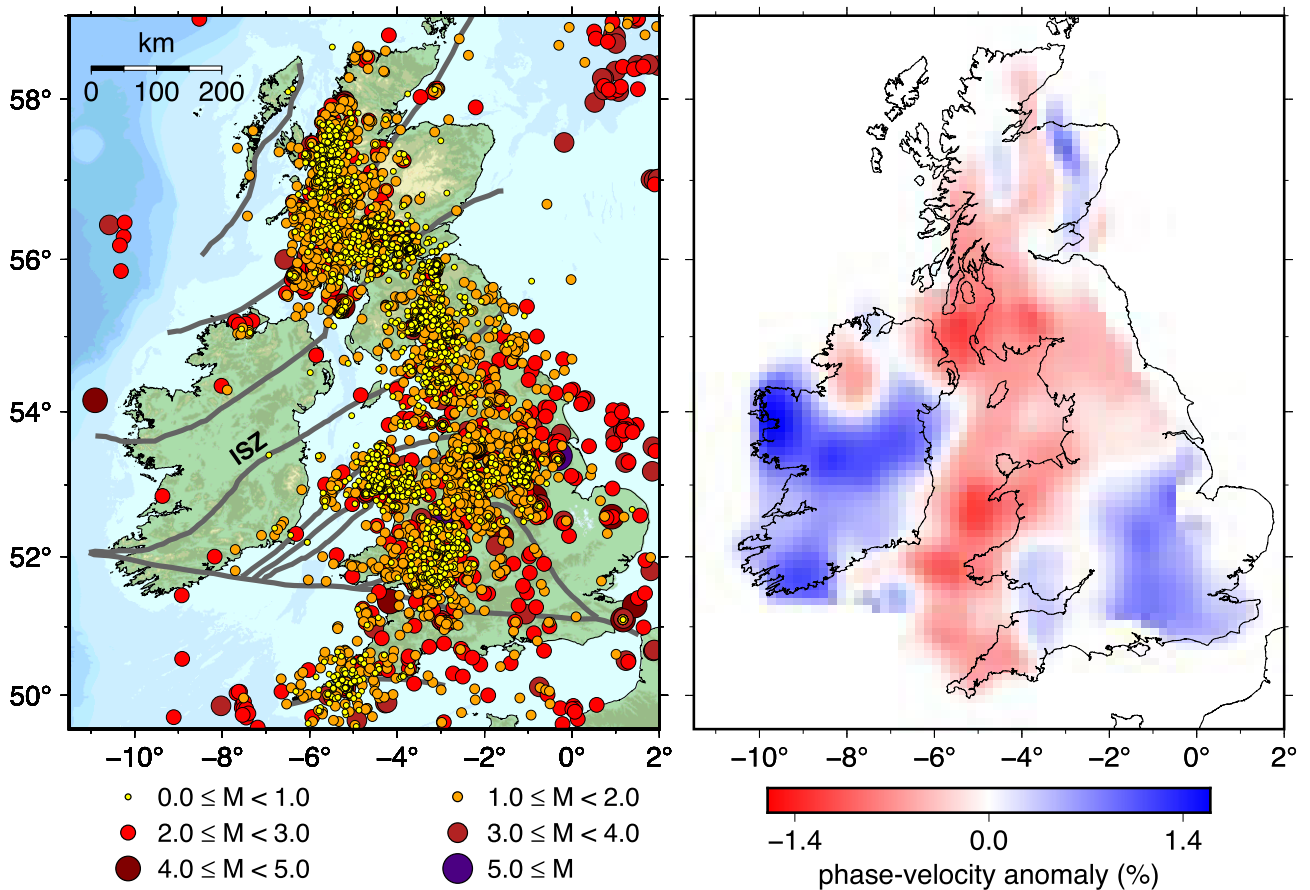 km
0 100 200
58°
56°
54°
52°
50°
ISZ
−10° −8° −6° −4° −2° 0° 2°
−10° −8° −6° −4° −2° 0° 2°
0.0 ≤ M < 1.0
1.0 ≤ M < 2.0
2.0 ≤ M < 3.0
3.0 ≤ M < 4.0
4.0 ≤ M < 5.0
5.0 ≤ M
−1.4 0.0 1.4
phase−velocity anomaly (%)